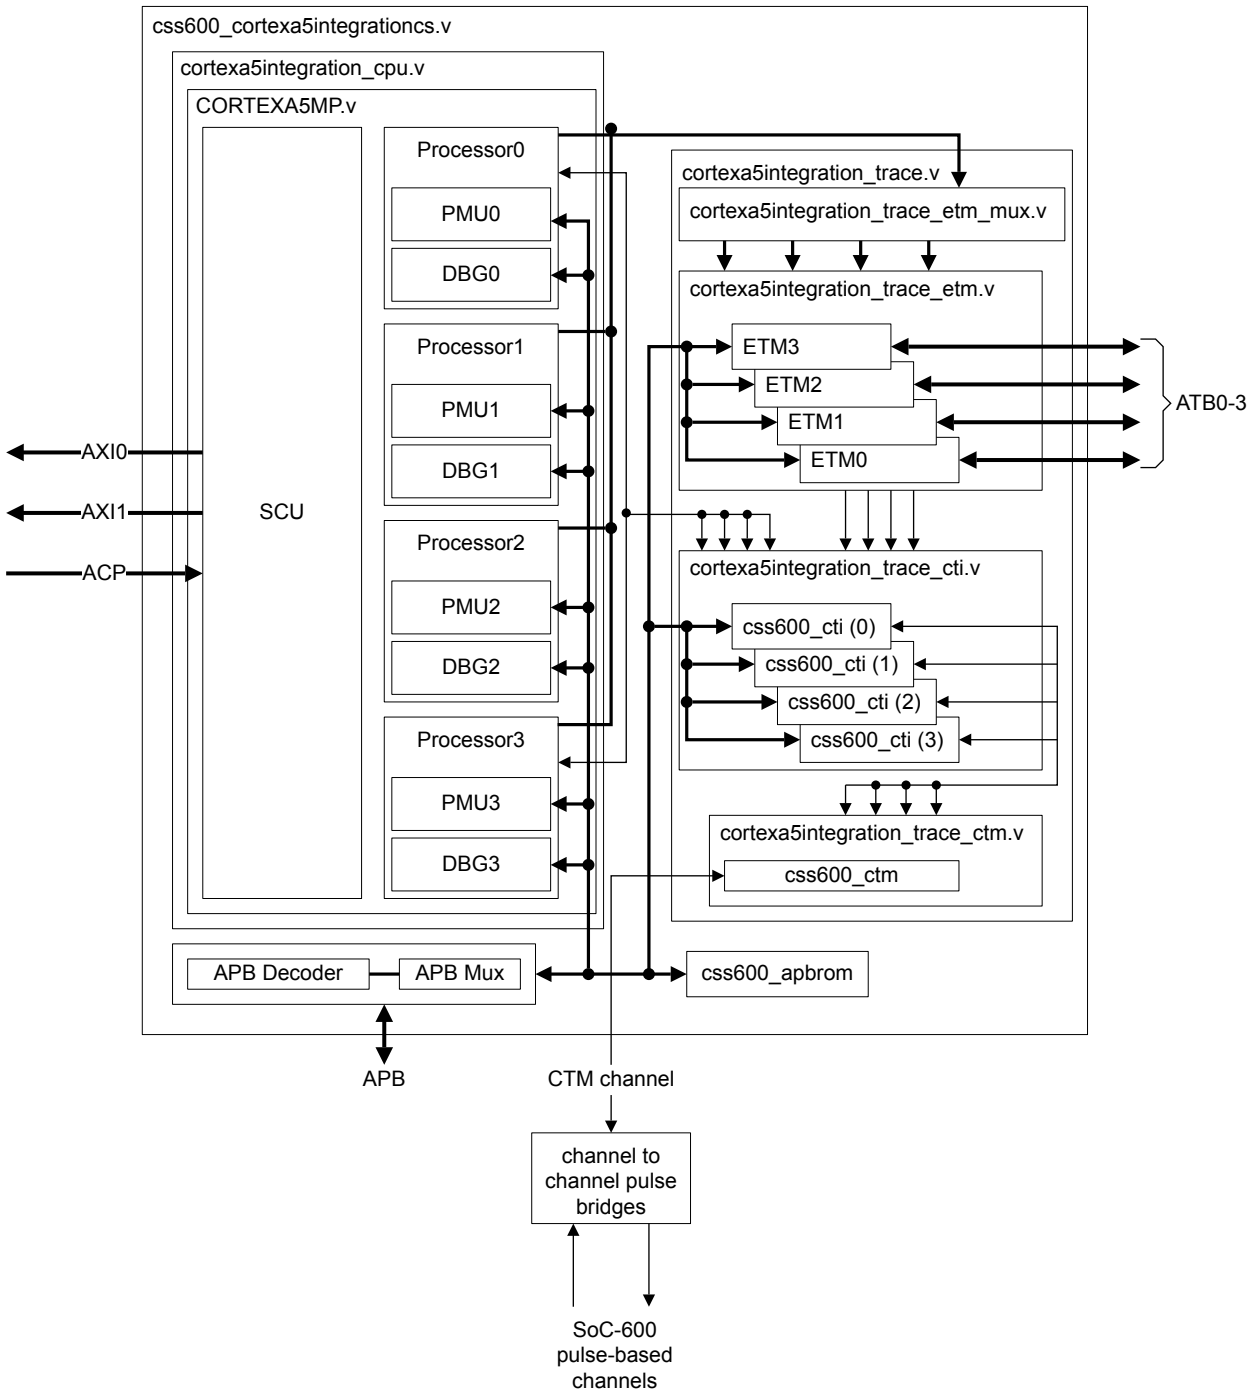 css600_cortexa5integrationcs.v
cortexa5integration_cpu.v
CORTEXA5MP.v
SCU
Processor0
PMU0
DBG0
Processor1
PMU1
DBG1
Processor2
PMU2
DBG2
Processor3
PMU3
DBG3
AXI0
AXI1
ACP
cortexa5integration_trace.v
cortexa5integration_trace_etm_mux.v
cortexa5integration_trace_etm.v
ETM3
ETM2
ETM1
ETM0
ATB0-3
cortexa5integration_trace_cti.v
css600_cti (0)
css600_cti (1)
css600_cti (2)
css600_cti (3)
cortexa5integration_trace_ctm.v
css600_ctm
APB Decoder
APB Mux
css600_apbrom
APB
CTM channel
channel to
channel pulse
bridges
SoC-600
pulse-based
channels